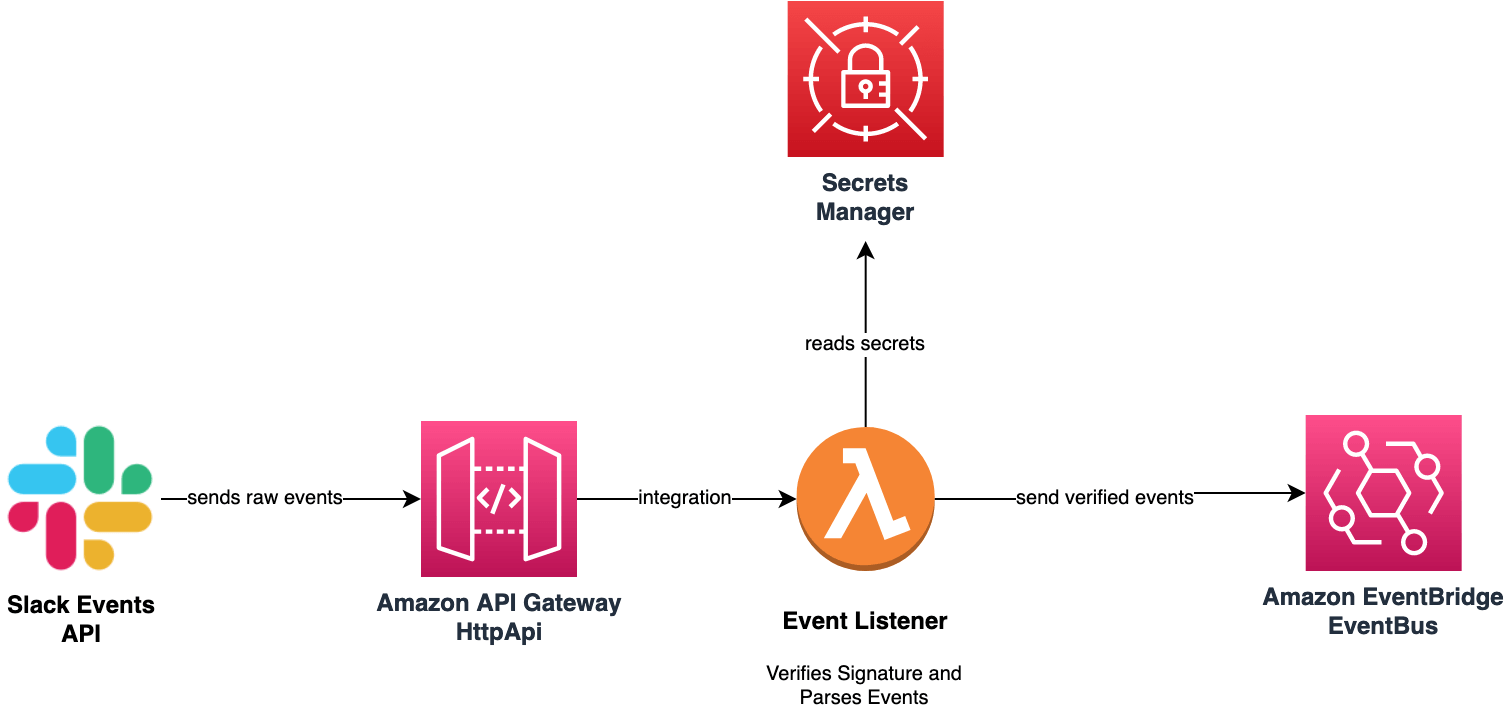 Secrets
Manager
reads secrets
sends raw events
integration
send verified events
Slack Events
API
Amazon API Gateway
HttpApi
Event Listener
Verifies Signature and
Parses Events
Amazon EventBridge
EventBus